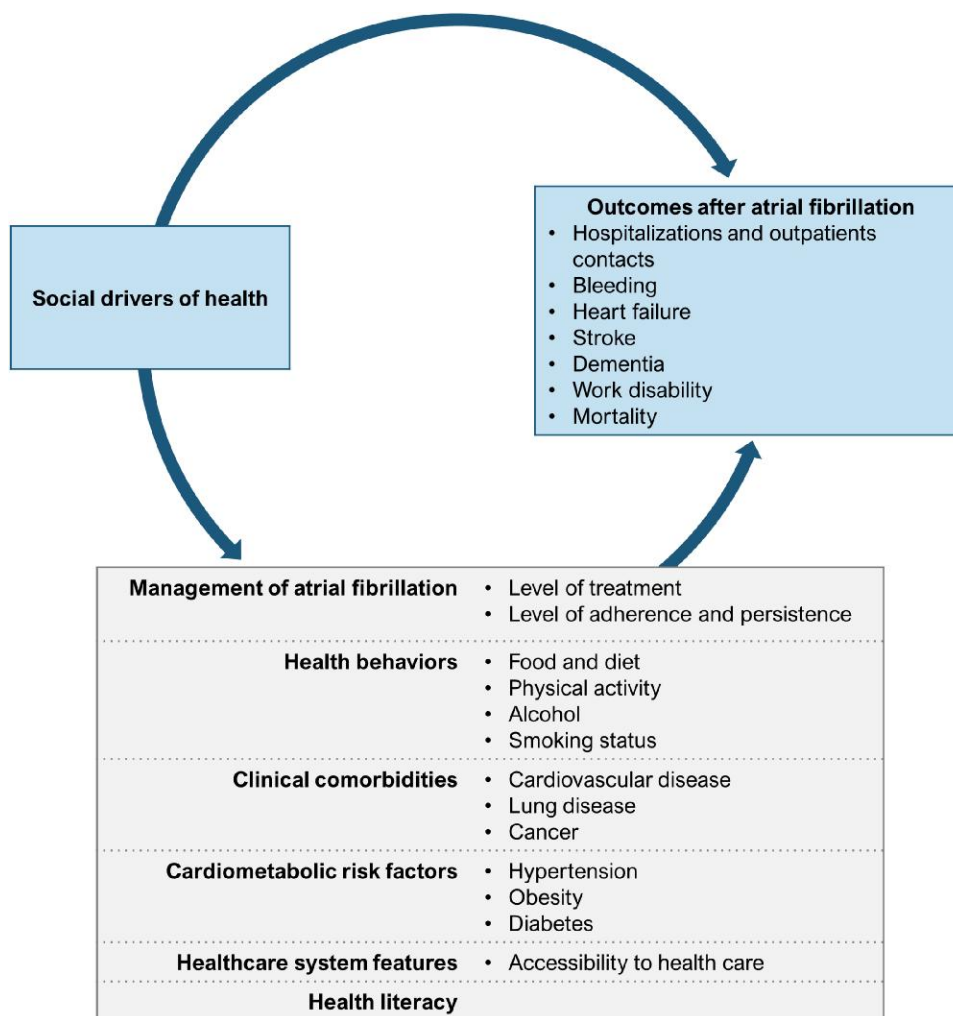 Social drivers of health
Outcomes after atrial fibrillation
• Hospitalizations and outpatients
contacts
• Bleeding
• Heart failure
• Stroke
• Dementia
• Work disability
• Mortality
Management of atrial fibrillation
• Level of treatment
• Level of adherence and persistence
Health behaviors
• Food and diet
• Physical activity
• Alcohol
• Smoking status
Clinical comorbidities
• Cardiovascular disease
• Lung disease
• Cancer
Cardiometabolic risk factors
• Hypertension
• Obesity
• Diabetes
Healthcare system features
• Accessibility to health care
Health literacy